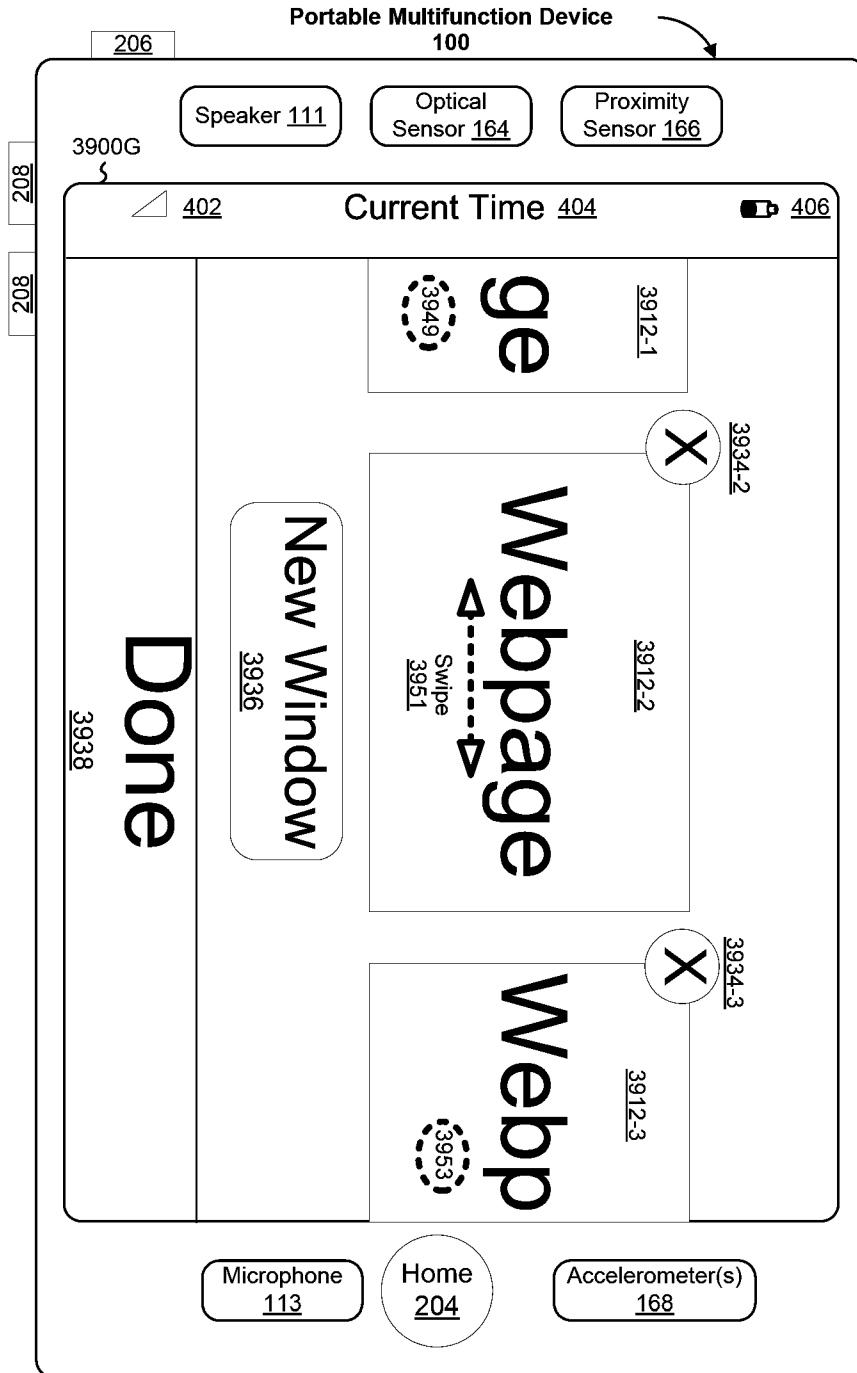 Portable Multifunction Device
100
206
Speaker 111
Optical
Sensor 164
Proximity
Sensor 166
3900G
208
208
402
Current Time 404
406
ge
3949
3912-1
X
3934-2
Webpage
3912-2
Swipe
3951
New Window
3936
Done
3938
X
3934-3
Webp
3912-3
3953
Microphone
113
Home
204
Accelerometer(s)
168